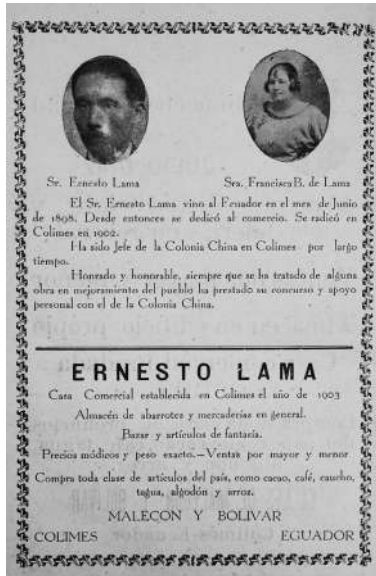 Sr. Ernesto Lama
Sra. Francisca B. de Lama
El Sr. Ernesto Lama vino al Ecuador en el mes de Junio
de 1898. Desde entonces se dedicó al comercio. Se radicó en
Colimes en 1902.
Ha sido Jefe de la Colonia China en Colimes por largo
tiempo.
Honrado y honorable, siempre que se ha tratado de alguna
obra en mejoramiento del pueblo ha prestado su concurso y apoyo
personal con el de la Colonia China.
ERNESTO LAMA
Casa Comercial establecida en Colimes el año de 1903
Almacén de abarrotes y mercaderías en general.
Bazar y artículos de fantasía.
Precios módicos y peso exacto.—Ventas por mayor y menor
Compra toda clase de artículos del país, como cacao, café, caucho,
tagua, algodón y arroz.
MALECON Y BOLIVAR
COLIMES EGUADOR